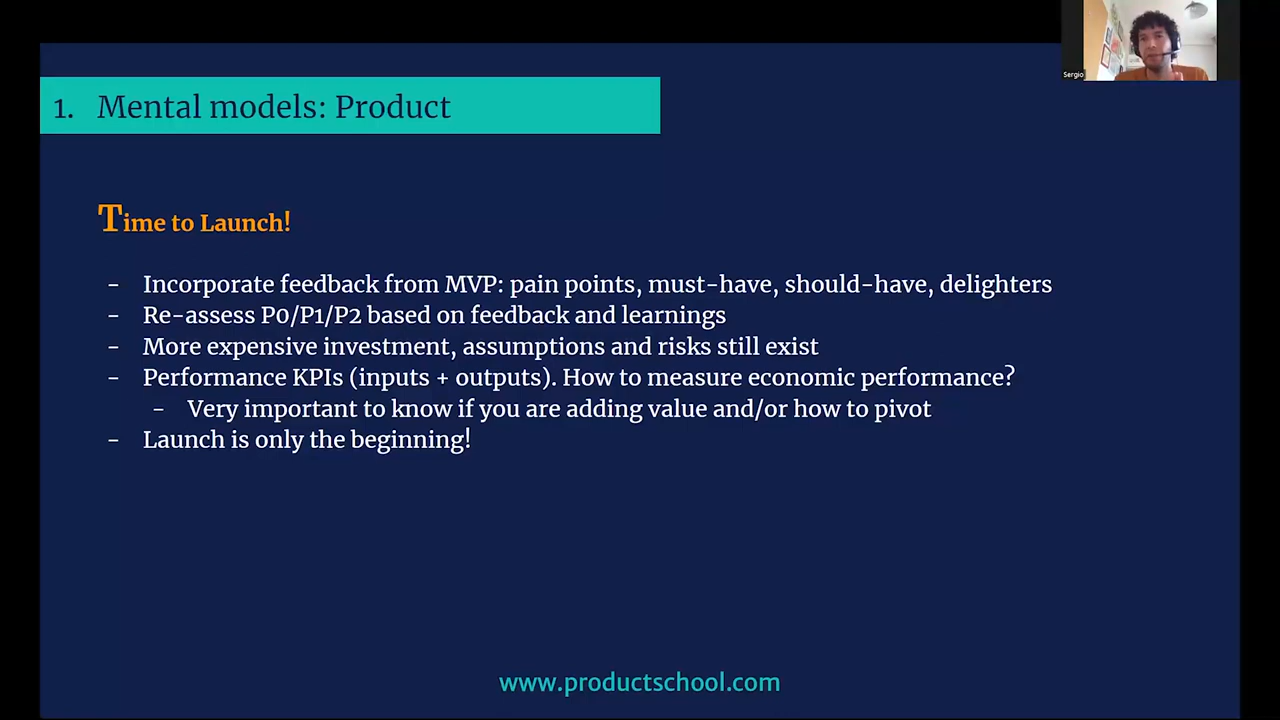 Sergio
1. Mental models: Product
Time to Launch!
- Incorporate feedback from MVP: pain points, must-have, should-have, delighters
- Re-assess P0/P1/P2 based on feedback and learnings
- More expensive investment, assumptions and risks still exist
- Performance KPIs (inputs + outputs). How to measure economic performance?
- Very important to know if you are adding value and/or how to pivot
- Launch is only the beginning!
www.productschool.com